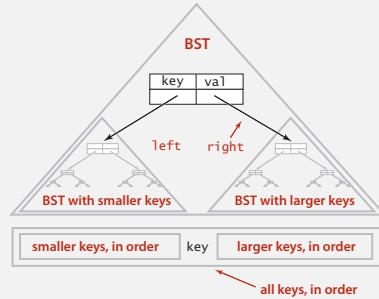 BST
key val
left right
BST with smaller keys BST with larger keys
smaller keys, in order key larger keys, in order
all keys, in order